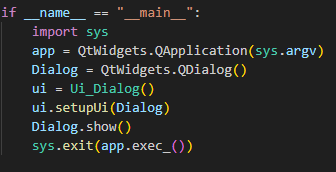 if __name__ == "__main__":
    import sys
    app = QtWidgets.QApplication(sys.argv)
    Dialog = QtWidgets.QDialog()
    ui = Ui_Dialog()
    ui.setupUi(Dialog)
    Dialog.show()
    sys.exit(app.exec_())